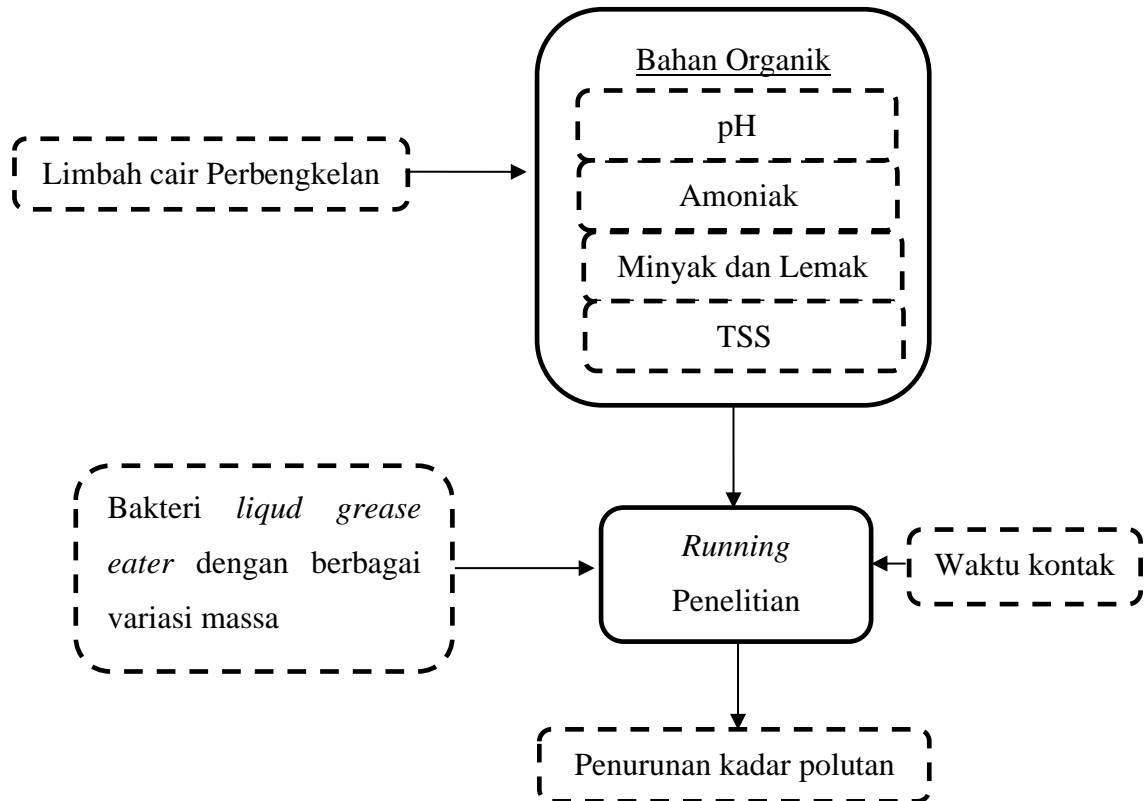 Bahan Organik
pH
Limbah cair Perbengkelan
Amoniak
Minyak dan Lemak
TSS
Bakteri liqud grease
eater dengan berbagai
variasi massa
Running
Penelitian
Waktu kontak
Penurunan kadar polutan